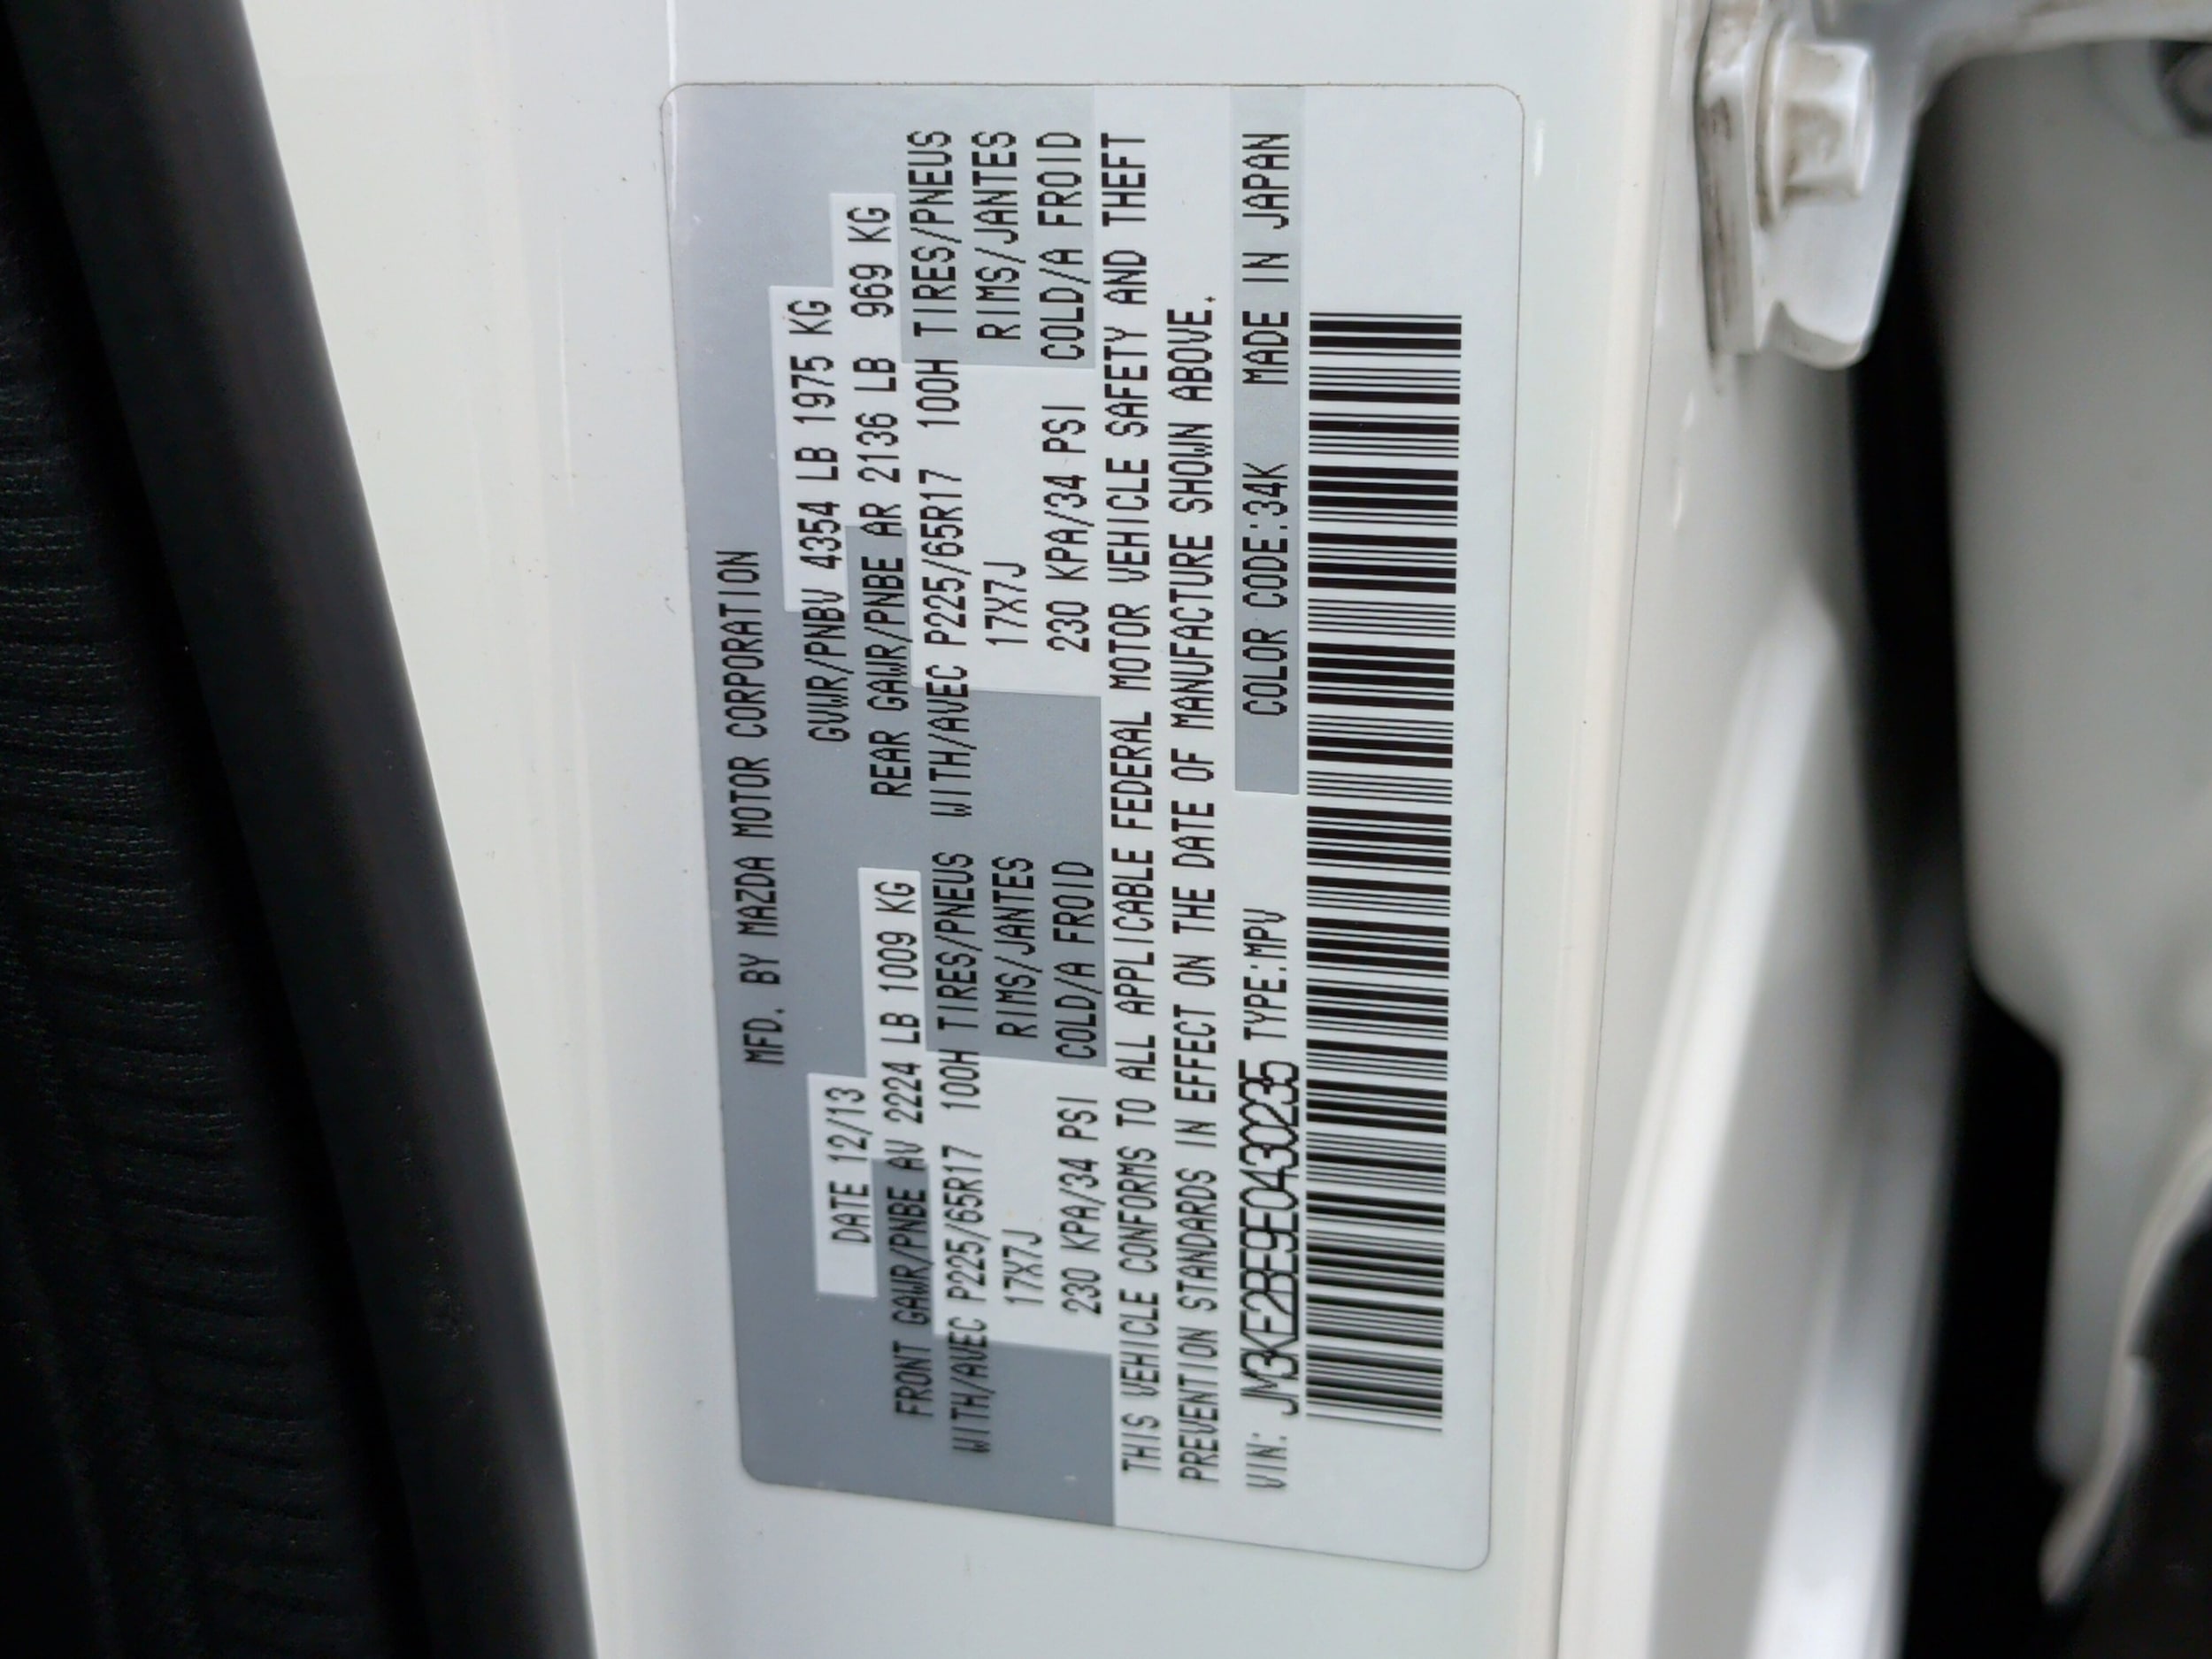 MFD. BY MAZDA MOTOR CORPORATION
DATE 12/13 GVWR/PNBV 4354 LB 1975 KG
FRONT GAWR/PNBE AV 2224 LB 1009 KG REAR GAWR/PNBE AR 2136 LB 969 KG
WITH/AVEC P225/65R17 100H TIRES/PNEUS WITH/AVEC P225/65R17 100H TIRES/PNEUS
17X7J RIMS/JANTES 17X7J RIMS/JANTES
230 KPA/34 PSI COLD/A FROID 230 KPA/34 PSI COLD/A FROID
THIS VEHICLE CONFORMS TO ALL APPLICABLE FEDERAL MOTOR VEHICLE SAFETY AND THEFT
PREVENTION STANDARDS IN EFFECT ON THE DATE OF MANUFACTURE SHOWN ABOVE.
VIN: JM3KE2BE9E0430235 TYPE:MPV COLOR CODE:34K MADE IN JAPAN